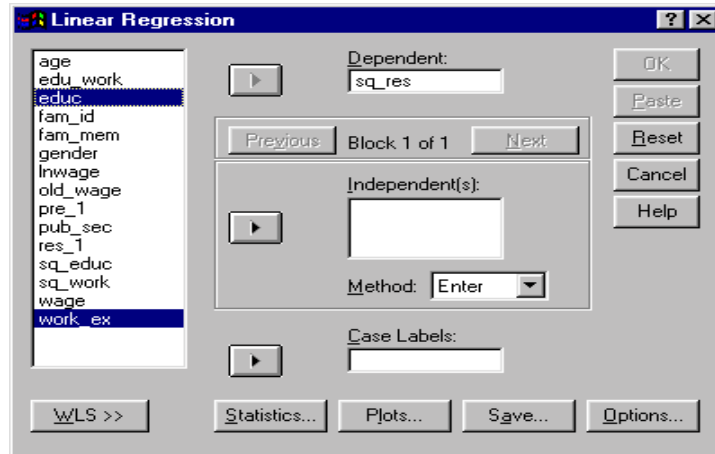 Linear Regression
age
edu_work
educ
fam_id
fam_mem
gender
lnwage
old_wage
pre_1
pub_sec
res_1
sq_educ
sq_work
wage
work_ex
Dependent:
sq_res
Previous
Block 1 of 1
Next
Independent(s):
Method:
Enter
Case Labels:
OK
Paste
Reset
Cancel
Help
WLS >>
Statistics...
Plots...
Save...
Options...